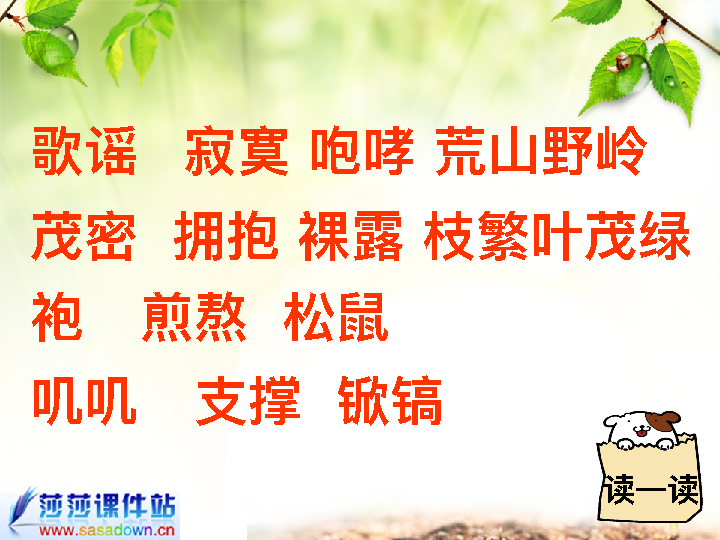 歌谣 寂寞 咆哮 荒山野岭
茂密 拥抱 裸露 枝繁叶茂绿
袍 煎熬 松鼠
叽叽 支撑 锨镐
读一读
莎莎课件站
www.sasadown.cn